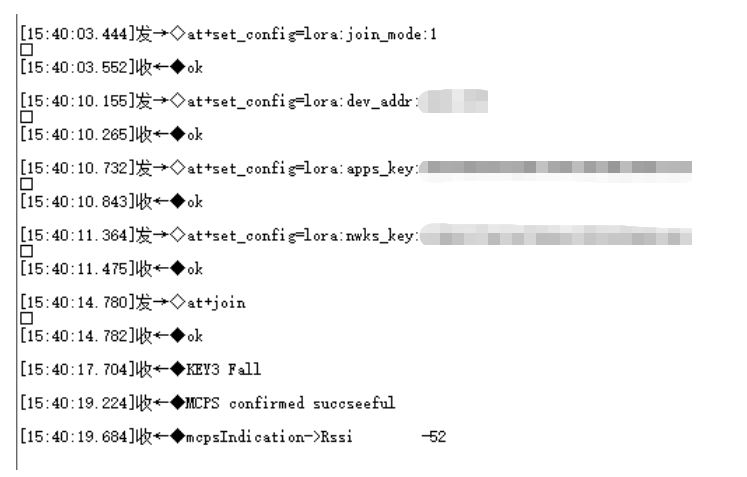 [15:40:03.444]发→◇at+set_config=lora:join_mode:1
□
[15:40:03.552]收←◆ok
[15:40:10.155]发→◇at+set_config=lora:dev_addr:
□
[15:40:10.265]收←◆ok
[15:40:10.732]发→◇at+set_config=lora:apps_key:
□
[15:40:10.843]收←◆ok
[15:40:11.364]发→◇at+set_config=lora:nwks_key:
□
[15:40:11.475]收←◆ok
[15:40:14.780]发→◇at+join
□
[15:40:14.782]收←◆ok
[15:40:17.704]收←◆KEY3 Fall
[15:40:19.224]收←◆MCPS confirmed succseeful
[15:40:19.684]收←◆mcpsIndication->Rssi -52